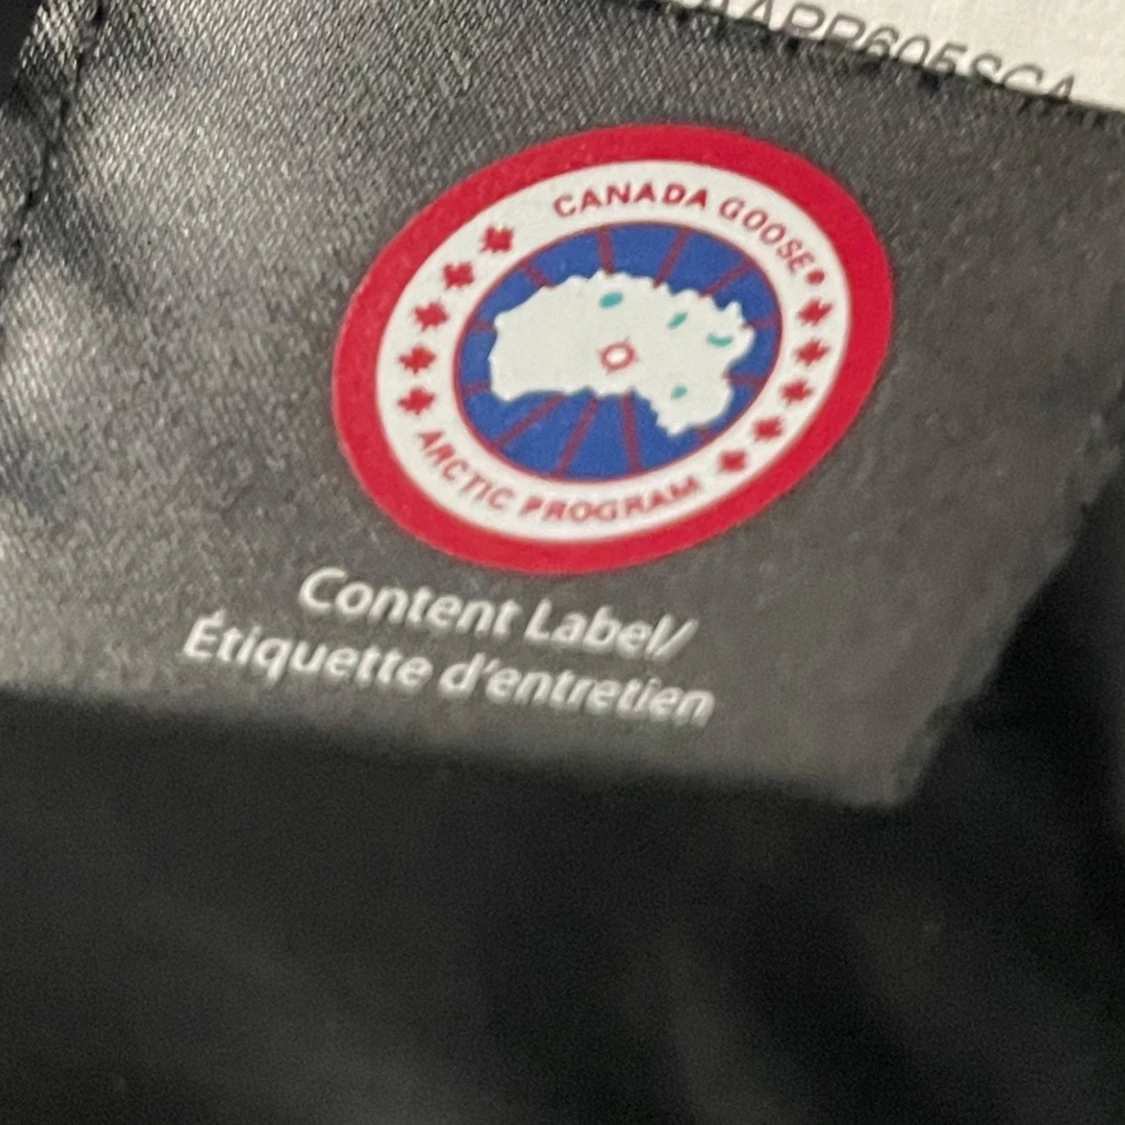 CANADA GOOSE®
ARCTIC PROGRAM
Content Label/
Étiquette d'entretien